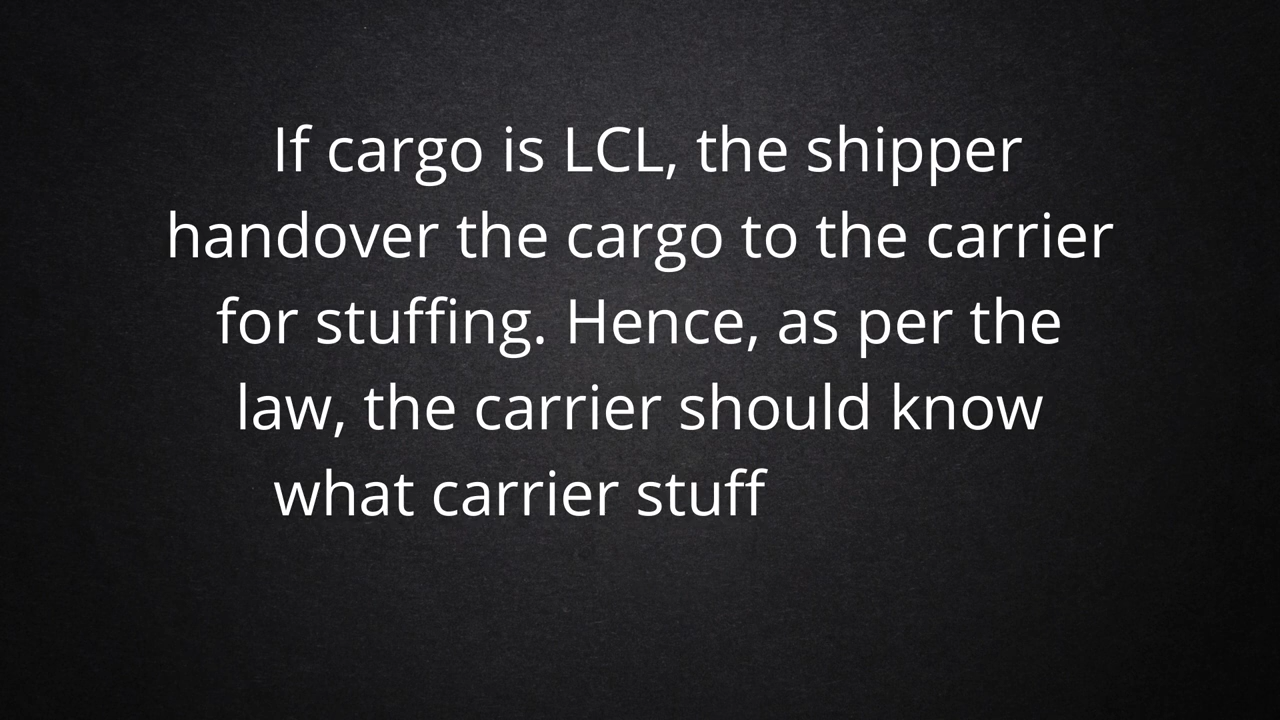 If cargo is LCL, the shipper
handover the cargo to the carrier
for stuffing. Hence, as per the
law, the carrier should know
what carrier stuff